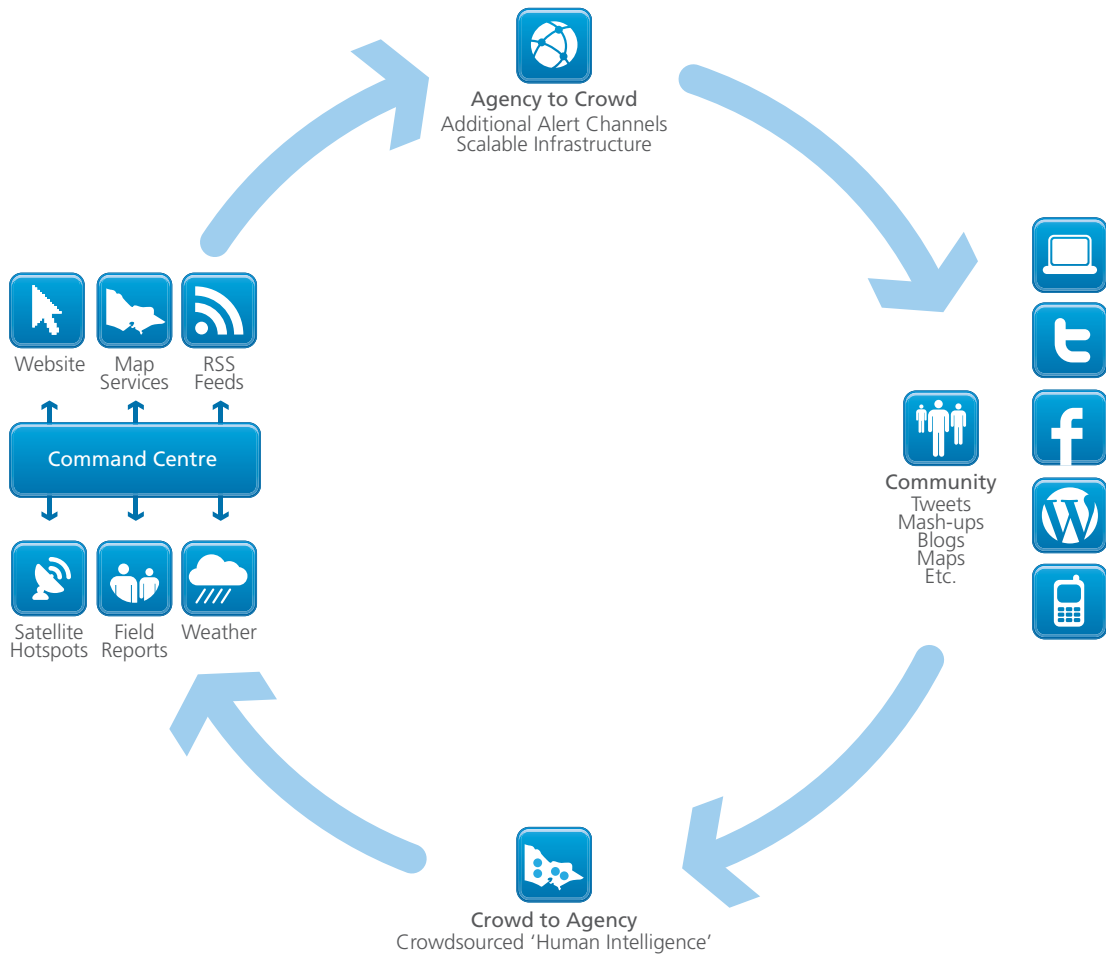 Agency to Crowd
Additional Alert Channels
Scalable Infrastructure
Website
Map
Services
RSS
Feeds
Command Centre
Satellite
Hotspots
Field
Reports
Weather
Community
Tweets
Mash-ups
Blogs
Maps
Etc.
Crowd to Agency
Crowdsourced ‘Human Intelligence’